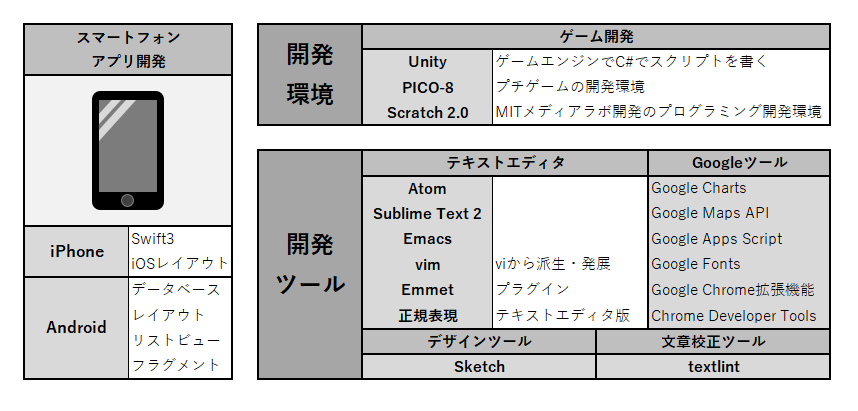 スマートフォン
アプリ開発
iPhone
Swift3
iOSレイアウト
Android
データベース
レイアウト
リストビュー
フラグメント
開発
環境
ゲーム開発
Unity ゲームエンジンでC#でスクリプトを書く
PICO-8 プチゲームの開発環境
Scratch 2.0 MITメディアラボ開発のプログラミング開発環境
開発
ツール
テキストエディタ
Atom
Sublime Text 2
Emacs
vim viから派生・発展
Emmet プラグイン
正規表現 テキストエディタ版
Googleツール
Google Charts
Google Maps API
Google Apps Script
Google Fonts
Google Chrome拡張機能
Chrome Developer Tools
デザインツール
Sketch
文章校正ツール
textlint